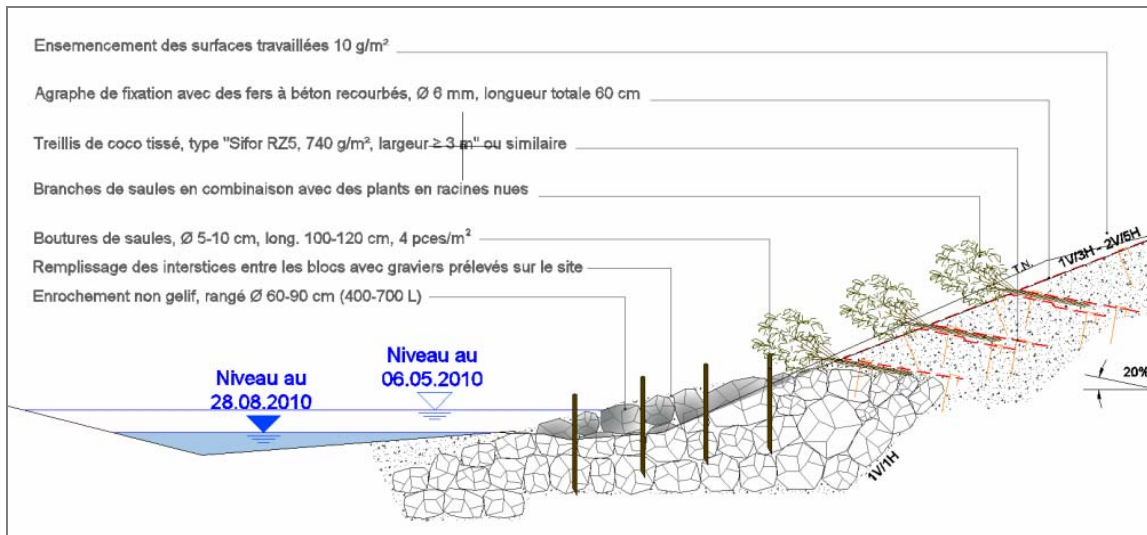 Ensemencement des surfaces travaillées 10 g/m²
Agraphe de fixation avec des fers à béton recourbés, Ø 6 mm, longueur totale 60 cm
Treillis de coco tissé, type "Sifor RZ5, 740 g/m², largeur ≥ 3 m" ou similaire
Branches de saules en combinaison avec des plants en racines nues
Boutures de saules, Ø 5-10 cm, long. 100-120 cm, 4 pces/m²
Remplissage des interstices entre les blocs avec graviers prélevés sur le site
Enrochement non gelif, rangé Ø 60-90 cm (400-700 L)
T.N.
1V/3H - 2V/5H
Niveau au
06.05.2010
Niveau au
28.08.2010
20%
1V/1H